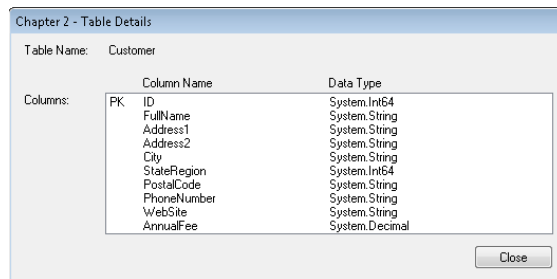 Chapter 2 - Table Details
Table Name: Customer
Column Name Data Type
Columns: PK ID System.Int64
FullName System.String
Address1 System.String
Address2 System.String
City System.String
StateRegion System.Int64
PostalCode System.String
PhoneNumber System.String
WebSite System.String
AnnualFee System.Decimal
Close